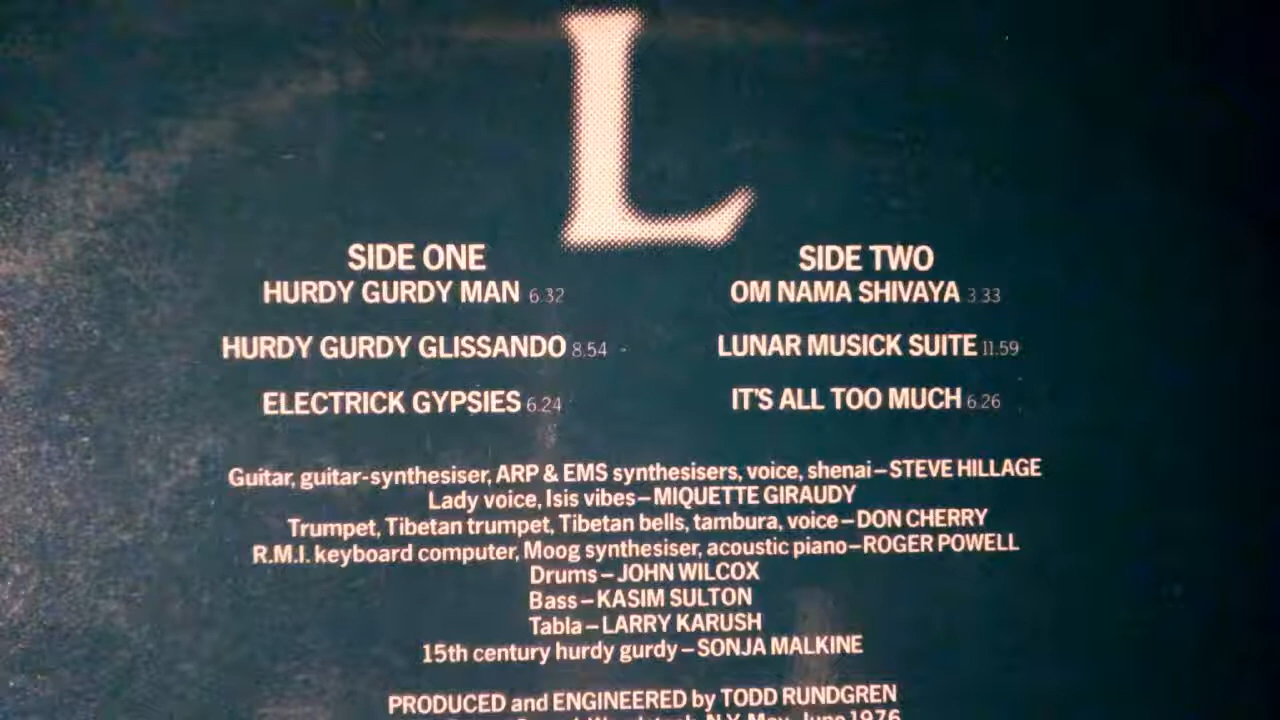 L
SIDE ONE
HURDY GURDY MAN 6.32
HURDY GURDY GLISSANDO 8.54
ELECTRICK GYPSIES 6.24
SIDE TWO
OM NAMA SHIVAYA 3.33
LUNAR MUSICK SUITE 11.59
IT'S ALL TOO MUCH 6.26
Guitar, guitar-synthesiser, ARP & EMS synthesisers, voice, shenai–STEVE HILLAGE
Lady voice, Isis vibes–MIQUETTE GIRAUDY
Trumpet, Tibetan trumpet, Tibetan bells, tambura, voice–DON CHERRY
R.M.I. keyboard computer, Moog synthesiser, acoustic piano–ROGER POWELL
Drums–JOHN WILCOX
Bass–KASIM SULTON
Tabla–LARRY KARUSH
15th century hurdy gurdy–SONJA MALKINE
PRODUCED and ENGINEERED by TODD RUNDGREN
Woodstock, N.Y. May-June 1976